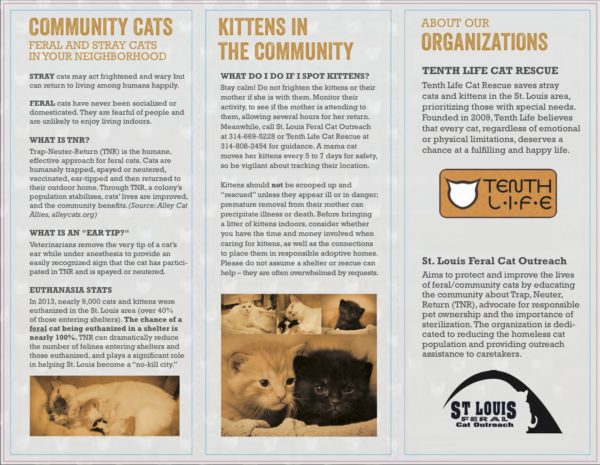 COMMUNITY CATS
FERAL AND STRAY CATS
IN YOUR NEIGHBORHOOD
STRAY cats may act frightened and wary but
can return to living among humans happily.
FERAL cats have never been socialized or
domesticated. They are fearful of people and
are unlikely to enjoy living indoors.
WHAT IS TNR?
Trap-Neuter-Return (TNR) is the humane,
effective approach for feral cats. Cats are
humanely trapped, spayed or neutered,
vaccinated, ear-tipped and then returned to
their outdoor home. Through TNR, a colony's
population stabilizes, cats' lives are improved,
and the community benefits. (Source: Alley Cat
Allies, alleycats.org)
WHAT IS AN "EAR TIP?"
Veterinarians remove the very tip of a cat's
ear while under anesthesia to provide an
easily recognized sign that the cat has partici-
pated in TNR and is spayed or neutered.
EUTHANASIA STATS
In 2013, nearly 9,000 cats and kittens were
euthanized in the St. Louis area (over 40%
of those entering shelters). The chance of a
feral cat being euthanized in a shelter is
nearly 100%. TNR can dramatically reduce
the number of felines entering shelters and
those euthanized, and plays a significant role
in helping St. Louis become a "no-kill city."
KITTENS IN
THE COMMUNITY
WHAT DO I DO IF I SPOT KITTENS?
Stay calm! Do not frighten the kittens or their
mother if she is with them. Monitor their
activity, to see if the mother is attending to
them, allowing several hours for her return.
Meanwhile, call St. Louis Feral Cat Outreach
at 314-669-5228 or Tenth Life Cat Rescue at
314-808-2454 for guidance. A mama cat
moves her kittens every 5 to 7 days for safety,
so be vigilant about tracking their location.
Kittens should not be scooped up and
"rescued" unless they appear ill or in danger;
premature removal from their mother can
precipitate illness or death. Before bringing
a litter of kittens indoors, consider whether
you have the time and money involved when
caring for kittens, as well as the connections
to place them in responsible adoptive homes.
Please do not assume a shelter or rescue can
help – they are often overwhelmed by requests.
ABOUT OUR
ORGANIZATIONS
TENTH LIFE CAT RESCUE
Tenth Life Cat Rescue saves stray
cats and kittens in the St. Louis area,
prioritizing those with special needs.
Founded in 2009, Tenth Life believes
that every cat, regardless of emotional
or physical limitations, deserves a
chance at a fulfilling and happy life.
TENTH
L·I·F·E
St. Louis Feral Cat Outreach
Aims to protect and improve the lives
of feral/community cats by educating
the community about Trap, Neuter,
Return (TNR), advocate for responsible
pet ownership and the importance of
sterilization. The organization is dedi-
cated to reducing the homeless cat
population and providing outreach
assistance to caretakers.
ST LOUIS
FERAL
Cat Outreach